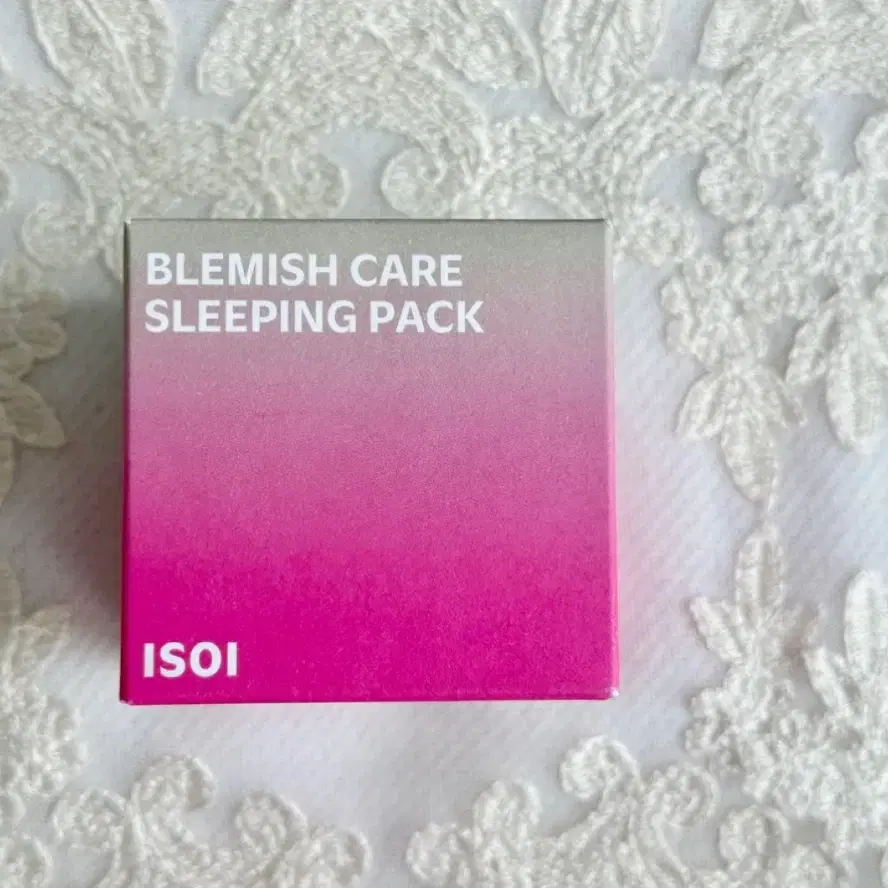 BLEMISH CARE
SLEEPING PACK
ISOI